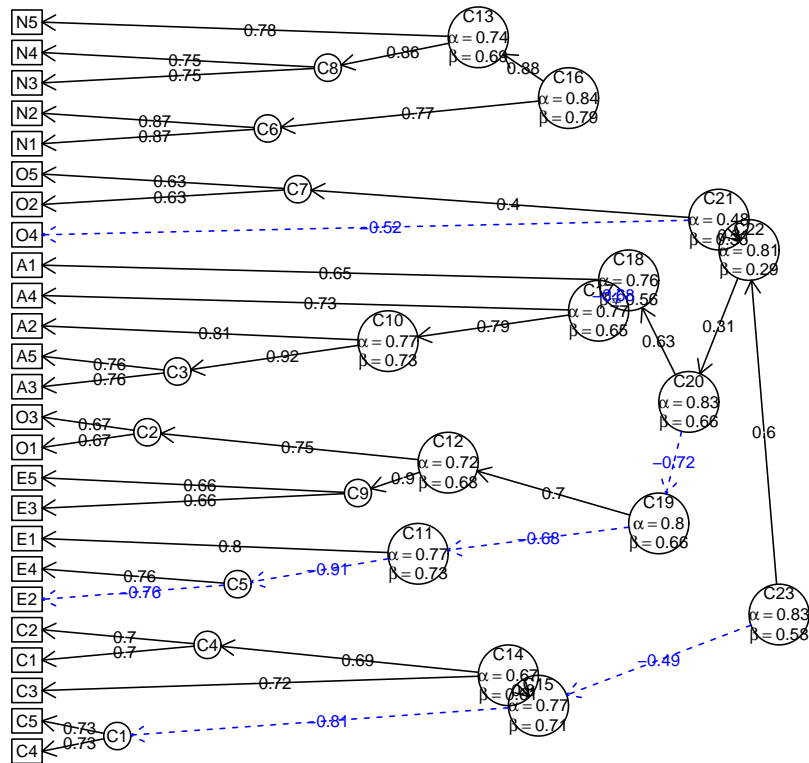 N5
N4
N3
N2
N1
O5
O2
O4
A1
A4
A2
A5
A3
O3
O1
E5
E3
E1
E4
E2
C2
C1
C3
C5
C4
0.78
0.75
0.75
C8
0.86
C13
α = 0.74
β = 0.69
0.88
C16
α = 0.84
β = 0.79
0.87
0.87
C6
0.77
0.63
0.63
C7
0.4
−0.52
C21
α = 0.48
C22
α = 0.81
β = 0.29
0.65
C18
α = 0.76
β = 0.56
0.73
α = 0.77
β = 0.65
0.81
C10
α = 0.77
β = 0.73
0.79
0.76
0.76
C3
0.92
0.63
0.31
C20
α = 0.83
β = 0.66
0.6
0.67
0.67
C2
0.75
C12
α = 0.72
β = 0.68
−0.72
0.66
0.66
C9
0.9
0.7
C19
α = 0.8
β = 0.66
0.8
C11
α = 0.77
β = 0.73
−0.68
0.76
−0.76
C5
−0.91
C23
α = 0.83
β = 0.58
0.7
0.7
C4
0.69
−0.49
0.72
C14
α = 0.67
C15
α = 0.77
β = 0.71
0.73
0.73
C1
−0.81